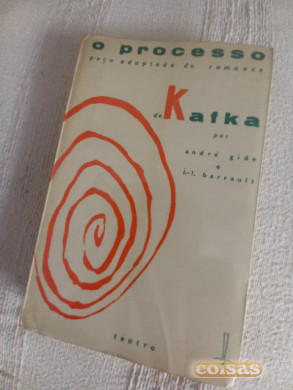 o processo
peça adaptada do romance
de Kafka
por
andré gide
e
j.-l. barrault
teatro
coisas